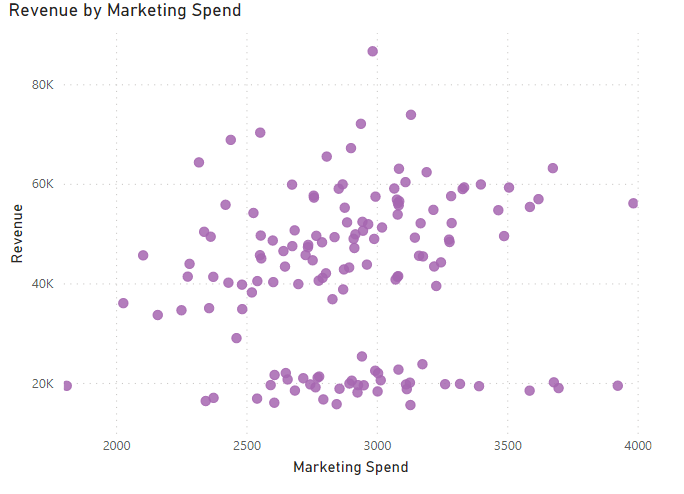 Revenue by Marketing Spend
80K
60K
Revenue
40K
20K
2000 2500 3000 3500 4000
Marketing Spend